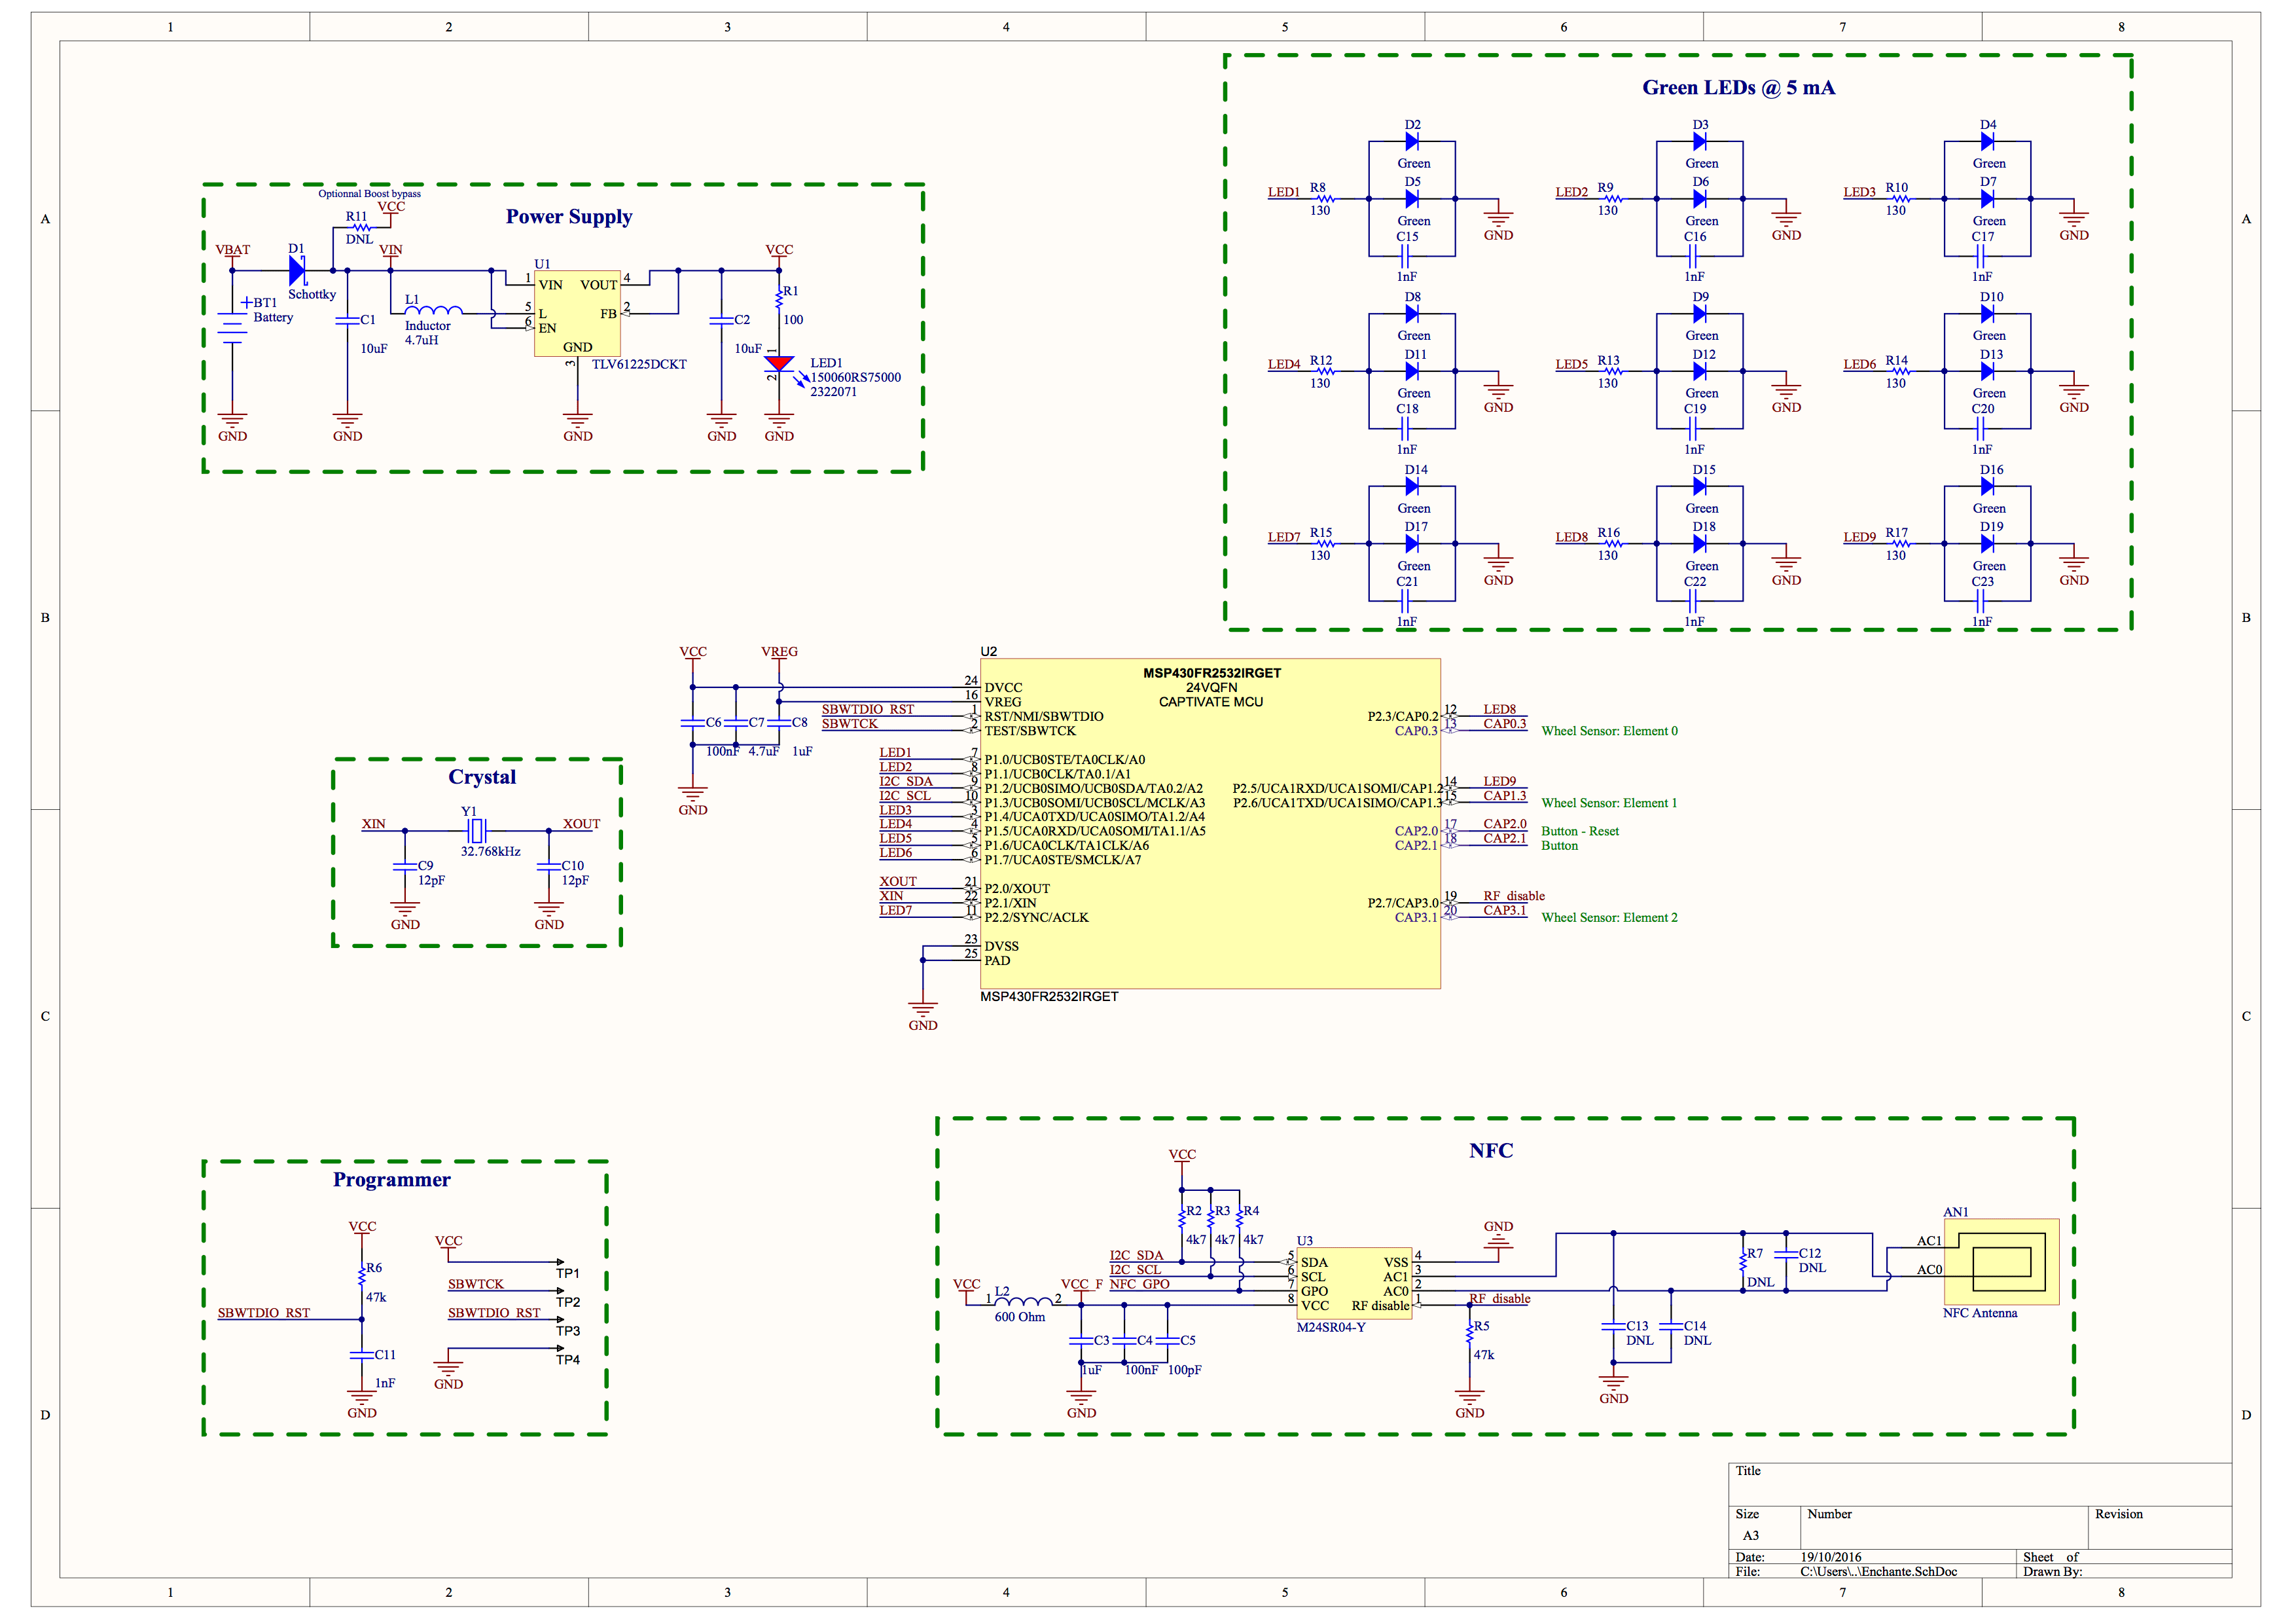 1 2 3 4 5 6 7 8
A
B
C
D
Optionnal Boost bypass
VCC
R11
DNL
Power Supply
VBAT
D1
Schottky
VIN
BT1
Battery
C1
10uF
L1
Inductor
4.7uH
U1
1 VIN
VOUT 4
5 L
FB 2
6 EN
GND
3
TLV61225DCKT
C2
10uF
VCC
R1
100
1
2
LED1
150060RS75000
2322071
GND
GND
GND
GND
GND
Green LEDs @ 5 mA
D2
Green
LED1
R8
130
D5
Green
C15
1nF
GND
D3
Green
LED2
R9
130
D6
Green
C16
1nF
GND
D4
Green
LED3
R10
130
D7
Green
C17
1nF
GND
D8
Green
LED4
R12
130
D11
Green
C18
1nF
GND
D9
Green
LED5
R13
130
D12
Green
C19
1nF
GND
D10
Green
LED6
R14
130
D13
Green
C20
1nF
GND
D14
Green
LED7
R15
130
D17
Green
C21
1nF
GND
D15
Green
LED8
R16
130
D18
Green
C22
1nF
GND
D16
Green
LED9
R17
130
D19
Green
C23
1nF
GND
VCC
VREG
C6
100nF
C7
4.7uF
C8
1uF
GND
U2
MSP430FR2532IRGET
24VQFN
CAPTIVATE MCU
24 DVCC
16 VREG
SBWTDIO_RST 1 RST/NMI/SBWTDIO
SBWTCK 2 TEST/SBWTCK
LED1 7 P1.0/UCB0STE/TA0CLK/A0
LED2 8 P1.1/UCB0CLK/TA0.1/A1
I2C_SDA 9 P1.2/UCB0SIMO/UCB0SDA/TA0.2/A2
I2C_SCL 10 P1.3/UCB0SOMI/UCB0SCL/MCLK/A3
LED3 3 P1.4/UCA0TXD/UCA0SIMO/TA1.2/A4
LED4 4 P1.5/UCA0RXD/UCA0SOMI/TA1.1/A5
LED5 5 P1.6/UCA0CLK/TA1CLK/A6
LED6 6 P1.7/UCA0STE/SMCLK/A7
XOUT 21 P2.0/XOUT
XIN 22 P2.1/XIN
LED7 11 P2.2/SYNC/ACLK
23 DVSS
25 PAD
GND
P2.3/CAP0.2 12 LED8
CAP0.3 13 CAP0.3 Wheel Sensor: Element 0
P2.5/UCA1RXD/UCA1SOMI/CAP1.2 14 LED9
P2.6/UCA1TXD/UCA1SIMO/CAP1.3 15 CAP1.3 Wheel Sensor: Element 1
CAP2.0 17 CAP2.0 Button - Reset
CAP2.1 18 CAP2.1 Button
P2.7/CAP3.0 19 RF_disable
CAP3.1 20 CAP3.1 Wheel Sensor: Element 2
MSP430FR2532IRGET
Crystal
XIN
Y1
32.768kHz
XOUT
C9
12pF
C10
12pF
GND
GND
Programmer
VCC
R6
47k
SBWTDIO_RST
C11
1nF
GND
VCC
TP1
SBWTCK
TP2
SBWTDIO_RST
TP3
TP4
GND
NFC
VCC
R2
4k7
R3
4k7
R4
4k7
I2C_SDA
I2C_SCL
NFC_GPO
VCC
1
L2
2
600 Ohm
VCC_F
C3
1uF
C4
100nF
C5
100pF
GND
U3
5 SDA
VSS 4
6 SCL
AC1 3
7 GPO
AC0 2
8 VCC
RF disable 1
M24SR04-Y
GND
RF_disable
R5
47k
GND
C13
DNL
C14
DNL
GND
R7
DNL
C12
DNL
AN1
AC1
AC0
NFC Antenna
Title
Size
A3
Number
Revision
Date: 19/10/2016
Sheet of
File: C:\Users\..\Enchante.SchDoc
Drawn By:
1 2 3 4 5 6 7 8
A
B
C
D